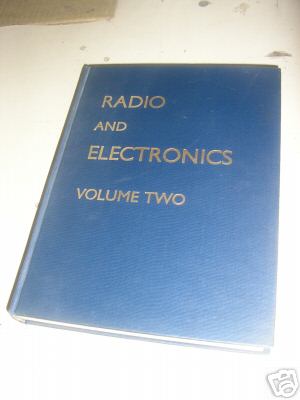 RADIO
AND
ELECTRONICS
VOLUME TWO